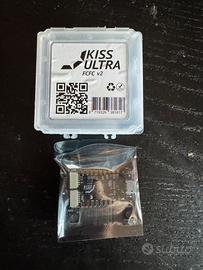 KISS
ULTRA
FCFC v2
subito